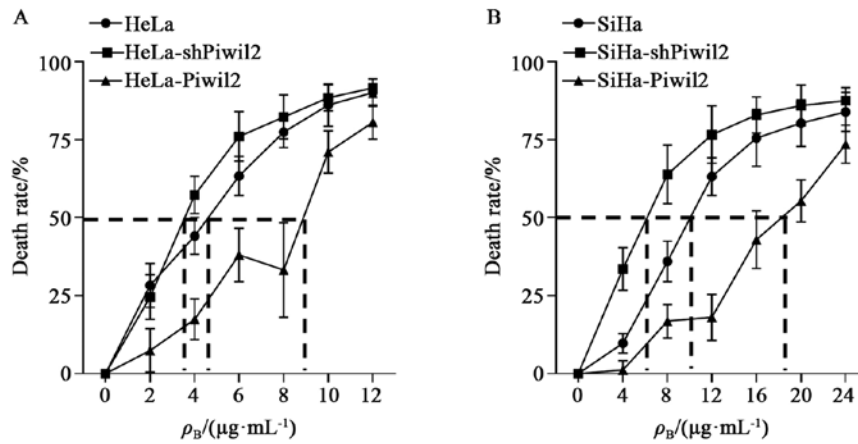 A
HeLa
HeLa-shPiwil2
HeLa-Piwil2
100
75
50
25
0
Death rate/%
0 2 4 6 8 10 12
ρB/(μg·mL⁻¹)
B
SiHa
SiHa-shPiwil2
SiHa-Piwil2
100
75
50
25
0
Death rate/%
0 4 8 12 16 20 24
ρB/(μg·mL⁻¹)